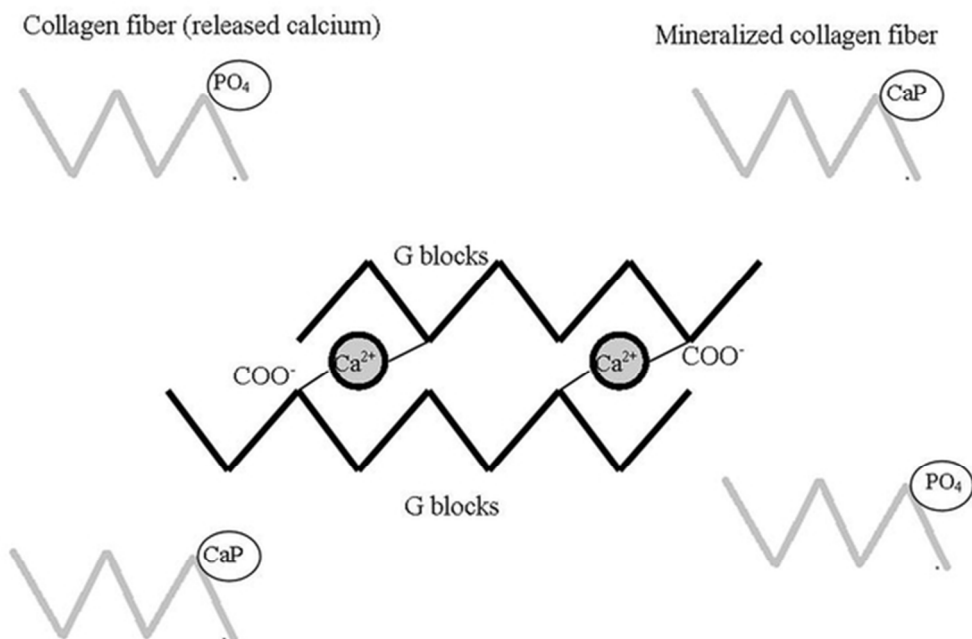 Collagen fiber (released calcium)
Mineralized collagen fiber
PO₄
CaP
G blocks
Ca²⁺
Ca²⁺
COO⁻
COO⁻
G blocks
PO₄
CaP